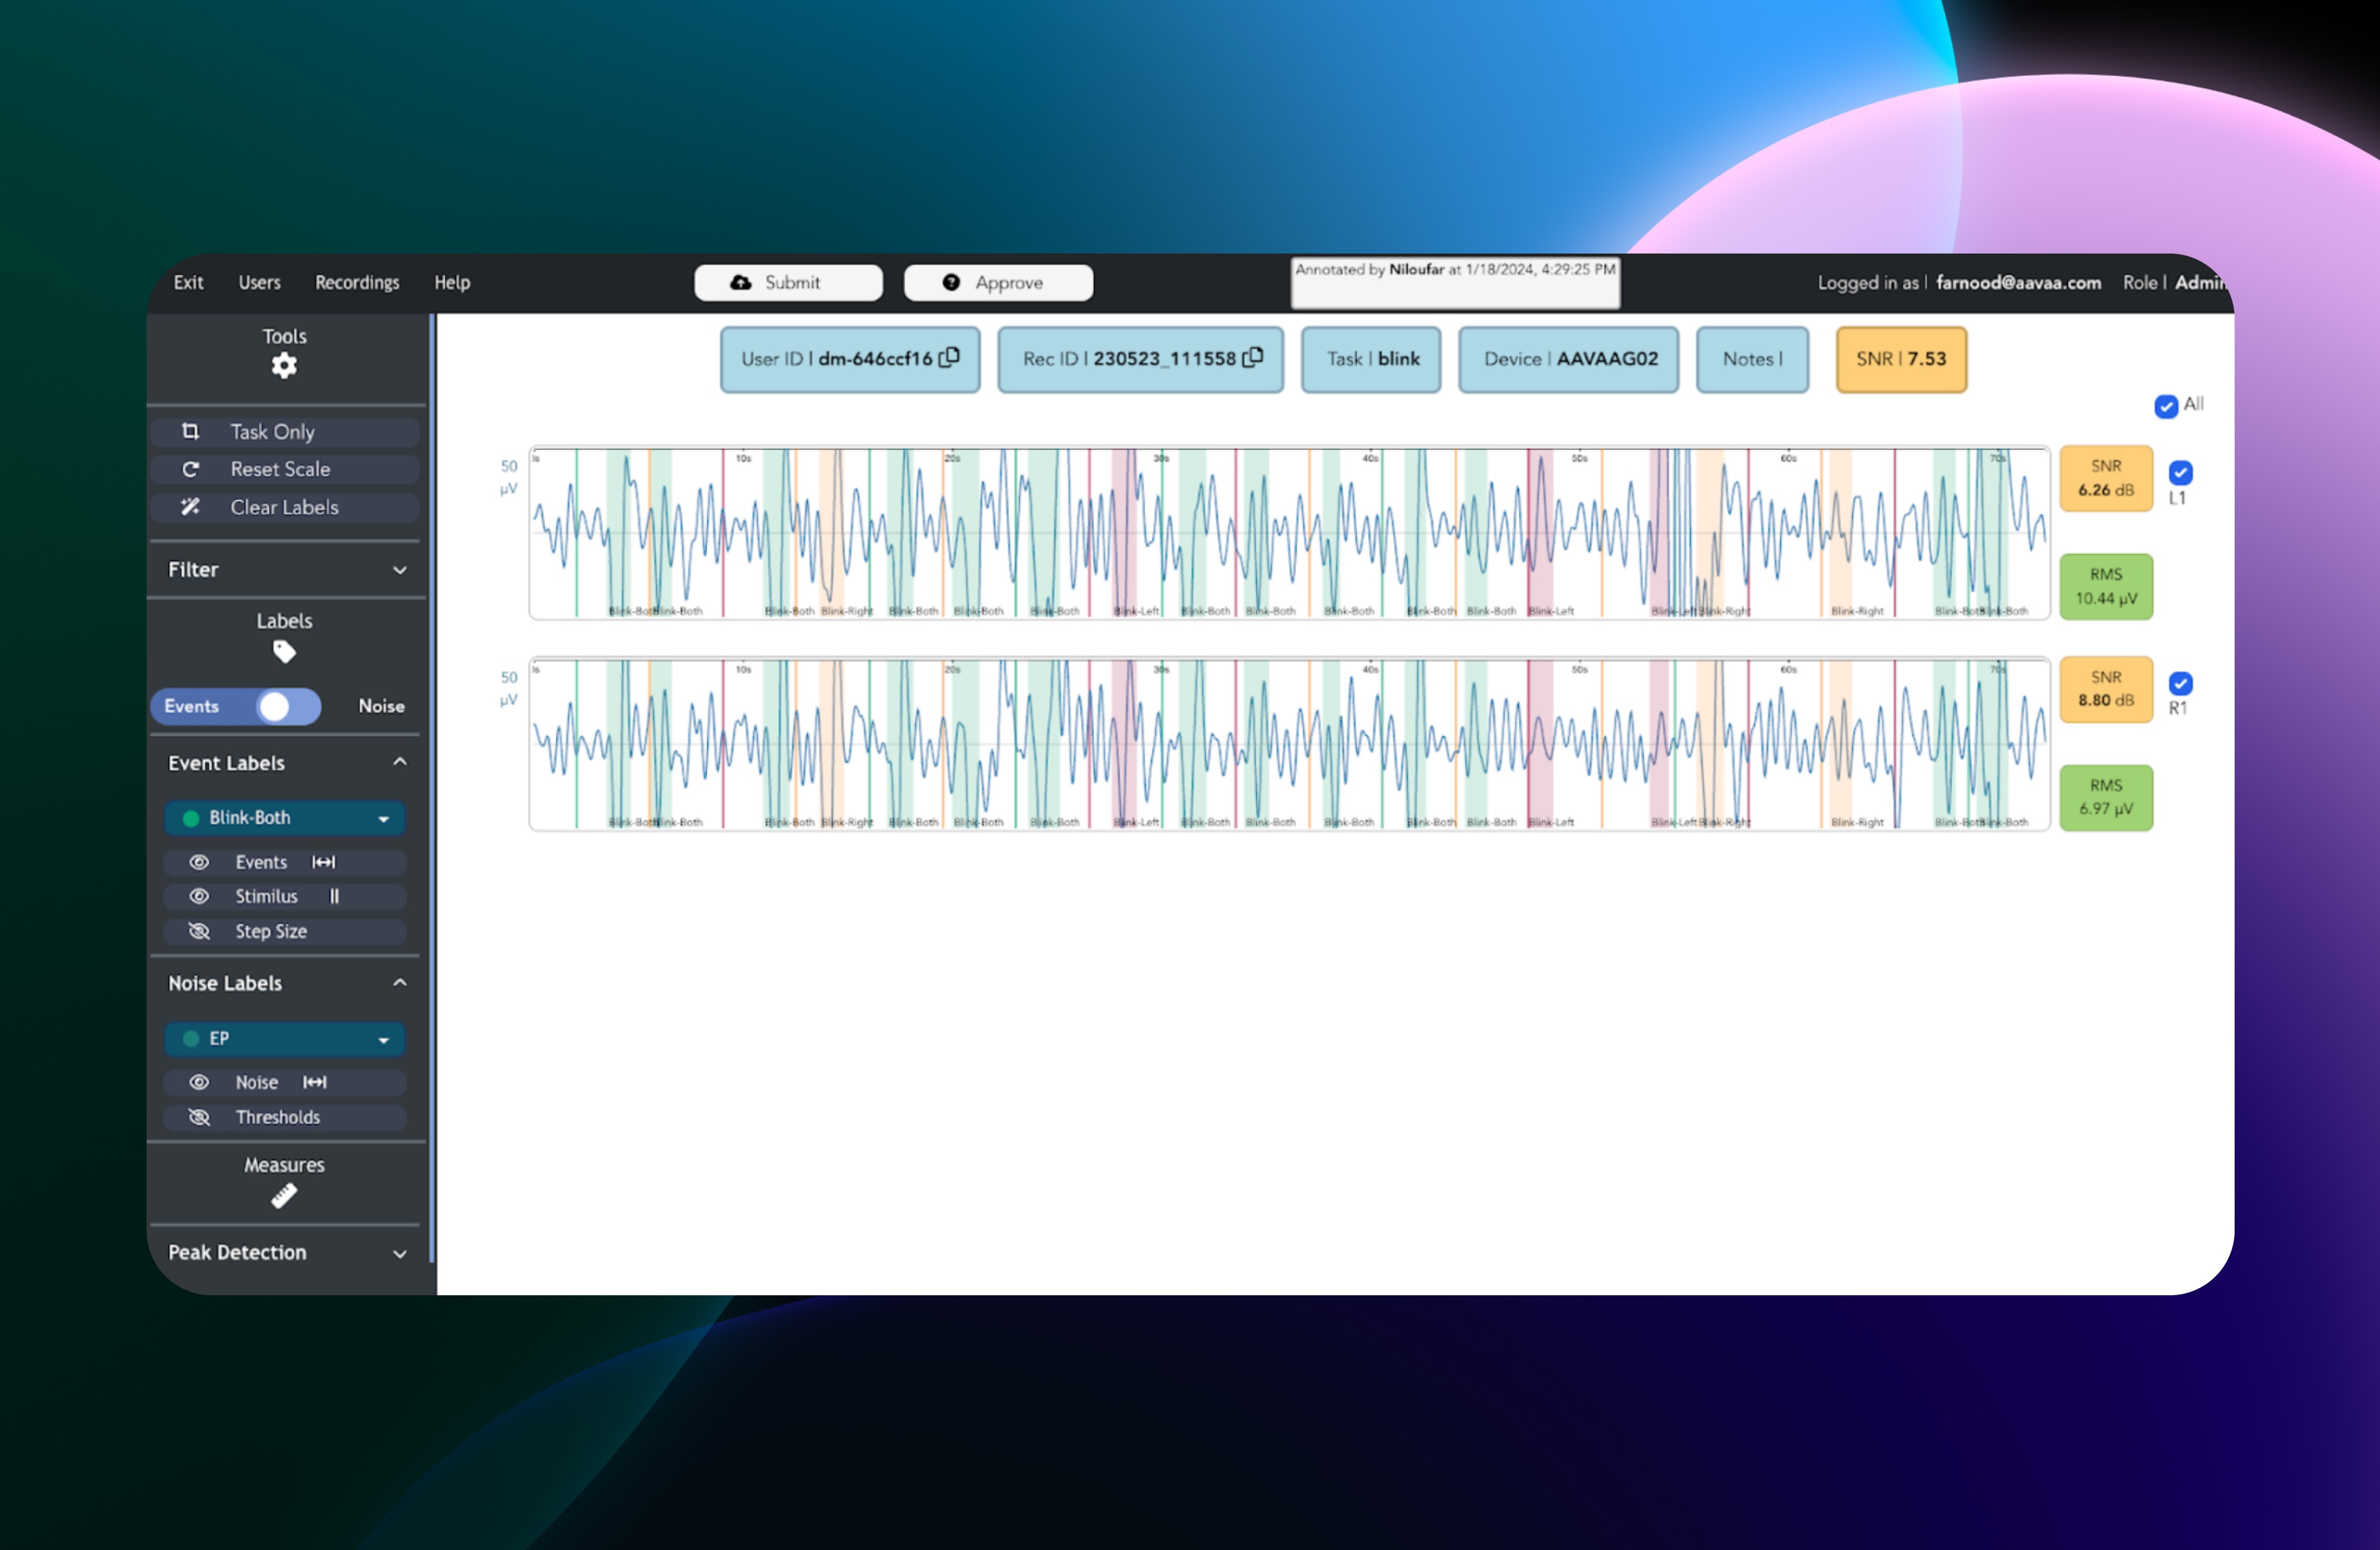 Exit Users Recordings Help Submit Approve Annotated by Niloufar at 1/18/2024, 4:29:25 PM Logged in as | farnood@aavaa.com Role | Admin
Tools
Task Only
Reset Scale
Clear Labels
Filter
Labels
Events Noise
Event Labels
Blink-Both
Events
Stimilus
Step Size
Noise Labels
EP
Noise
Thresholds
Measures
Peak Detection
User ID | dm-646ccf16 Rec ID | 230523_111558 Task | blink Device | AAVAAG02 Notes | SNR | 7.53
All
50
µV
10s 20s 30s 40s 50s 60s 70s
Blink-Both Blink-Both Blink-Both Blink-Right Blink-Both Blink-Both Blink-Both Blink-Left Blink-Both Blink-Both Blink-Both Blink-Both Blink-Both Blink-Left Blink-Left Blink-Right Blink-Right Blink-Both Blink-Both
SNR
6.26 dB
L1
RMS
10.44 µV
50
µV
10s 20s 30s 40s 50s 60s 70s
Blink-Both Blink-Both Blink-Both Blink-Right Blink-Both Blink-Both Blink-Both Blink-Left Blink-Both Blink-Both Blink-Both Blink-Both Blink-Both Blink-Left Blink-Left Blink-Right Blink-Right Blink-Both Blink-Both
SNR
8.80 dB
R1
RMS
6.97 µV